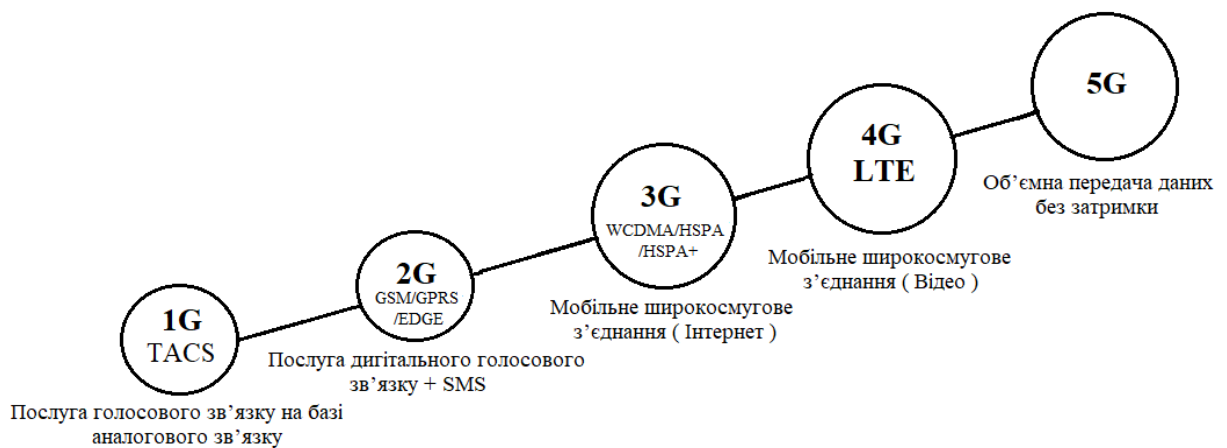 1G
TACS
Послуга голосового зв’язку на базі
аналогового зв’язку
2G
GSM/GPRS
/EDGE
Послуга дигітального голосового
зв’язку + SMS
3G
WCDMA/HSPA
/HSPA+
Мобільне широкосмугове
з’єднання ( Інтернет )
4G
LTE
Мобільне широкосмугове
з’єднання ( Відео )
5G
Об’ємна передача даних
без затримки